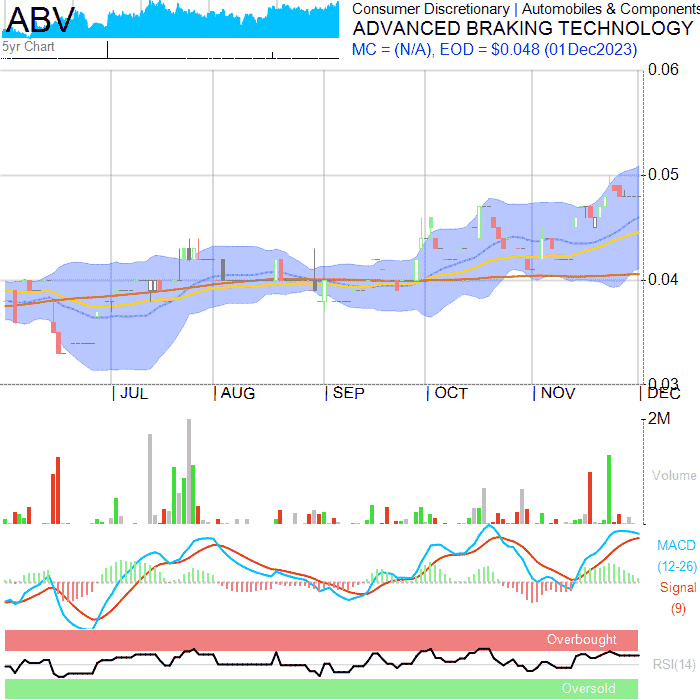 ABV
5yr Chart
Consumer Discretionary | Automobiles & Components
ADVANCED BRAKING TECHNOLOGY
MC = (N/A), EOD = $0.048 (01Dec2023)
0.06
0.05
0.04
0.03
JUL AUG SEP OCT NOV DEC
2M
Volume
MACD
(12-26)
Signal
(9)
Overbought
RSI(14)
Oversold